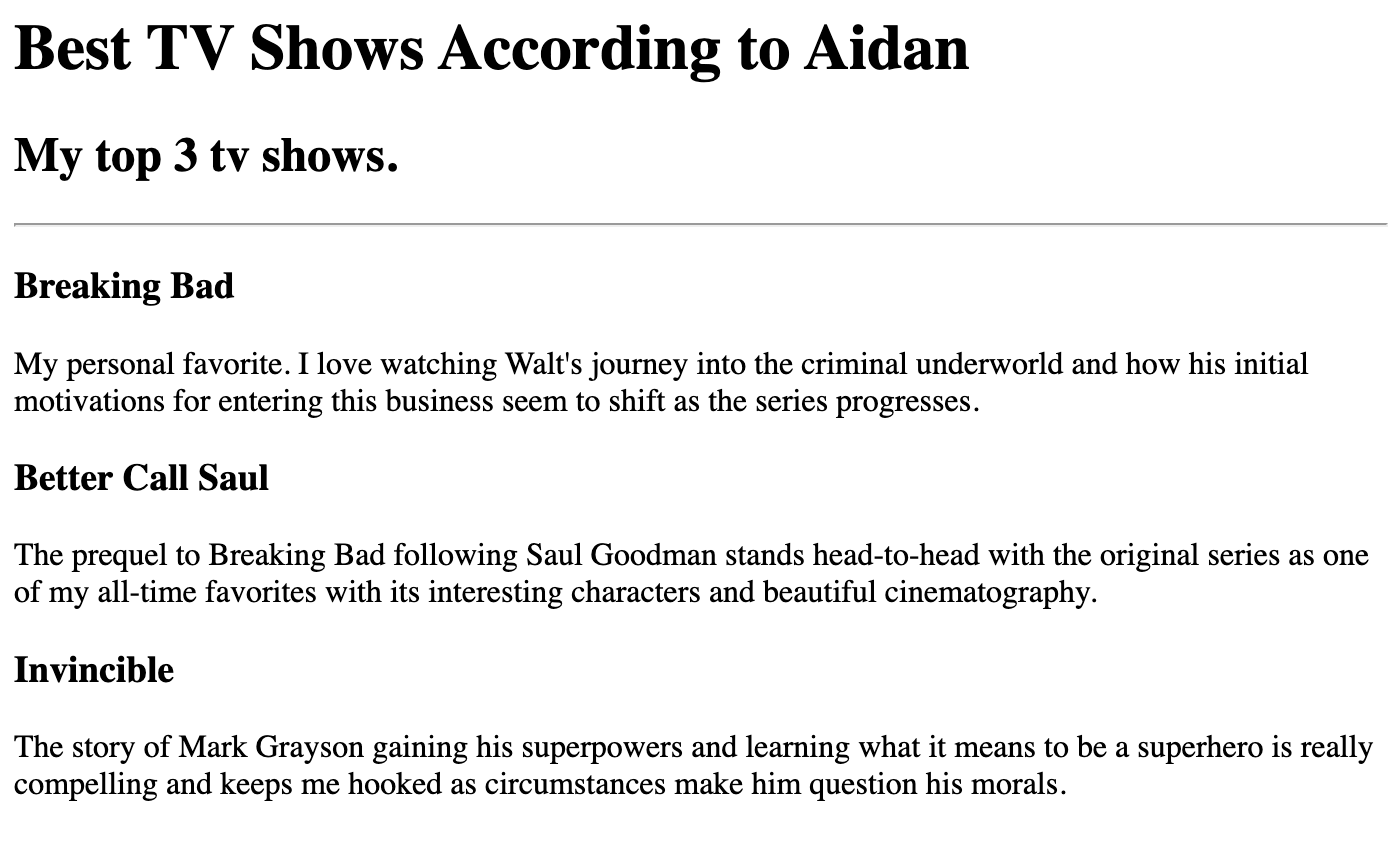 Best TV Shows According to Aidan
My top 3 tv shows.
Breaking Bad
My personal favorite. I love watching Walt's journey into the criminal underworld and how his initial
motivations for entering this business seem to shift as the series progresses.
Better Call Saul
The prequel to Breaking Bad following Saul Goodman stands head-to-head with the original series as one
of my all-time favorites with its interesting characters and beautiful cinematography.
Invincible
The story of Mark Grayson gaining his superpowers and learning what it means to be a superhero is really
compelling and keeps me hooked as circumstances make him question his morals.